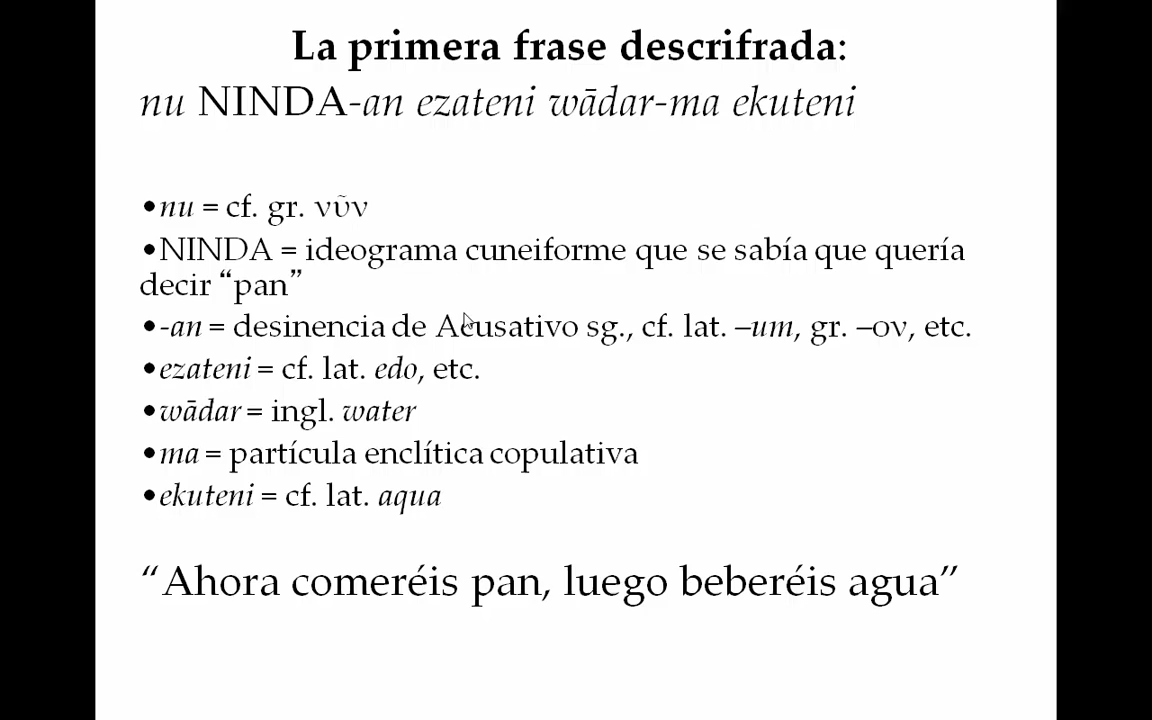 La primera frase descrifrada:
nu NINDA-an ezateni wādar-ma ekuteni
•nu = cf. gr. νῦν
•NINDA = ideograma cuneiforme que se sabía que quería
decir “pan”
•-an = desinencia de Acusativo sg., cf. lat. –um, gr. –ον, etc.
•ezateni = cf. lat. edo, etc.
•wādar = ingl. water
•ma = partícula enclítica copulativa
•ekuteni = cf. lat. aqua
“Ahora comeréis pan, luego beberéis agua”